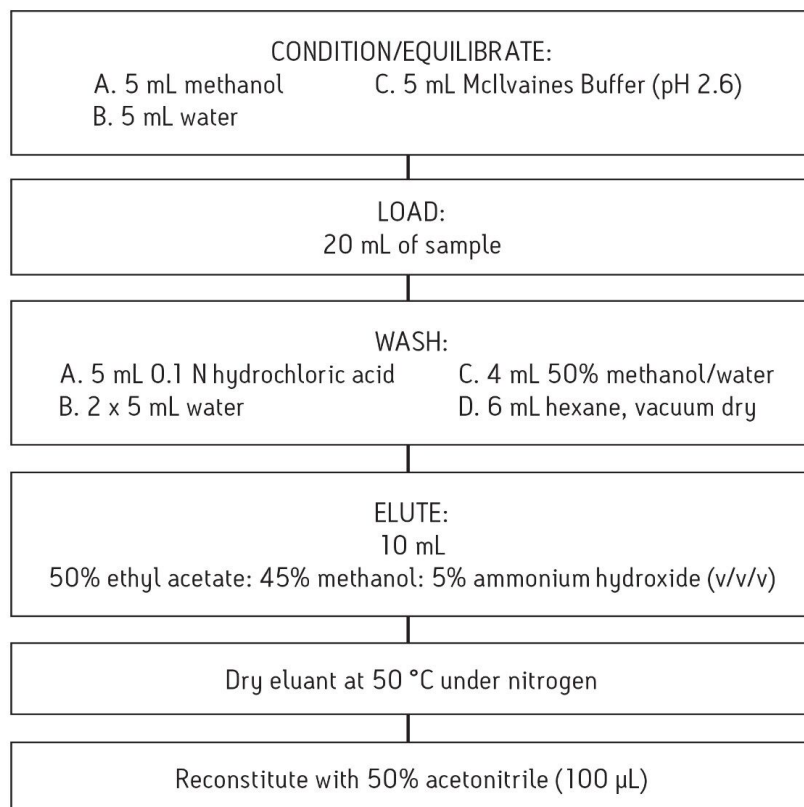 CONDITION/EQUILIBRATE:
A. 5 mL methanol
B. 5 mL water
C. 5 mL McIlvaines Buffer (pH 2.6)
LOAD:
20 mL of sample
WASH:
A. 5 mL 0.1 N hydrochloric acid
B. 2 x 5 mL water
C. 4 mL 50% methanol/water
D. 6 mL hexane, vacuum dry
ELUTE:
10 mL
50% ethyl acetate: 45% methanol: 5% ammonium hydroxide (v/v/v)
Dry eluant at 50 °C under nitrogen
Reconstitute with 50% acetonitrile (100 µL)